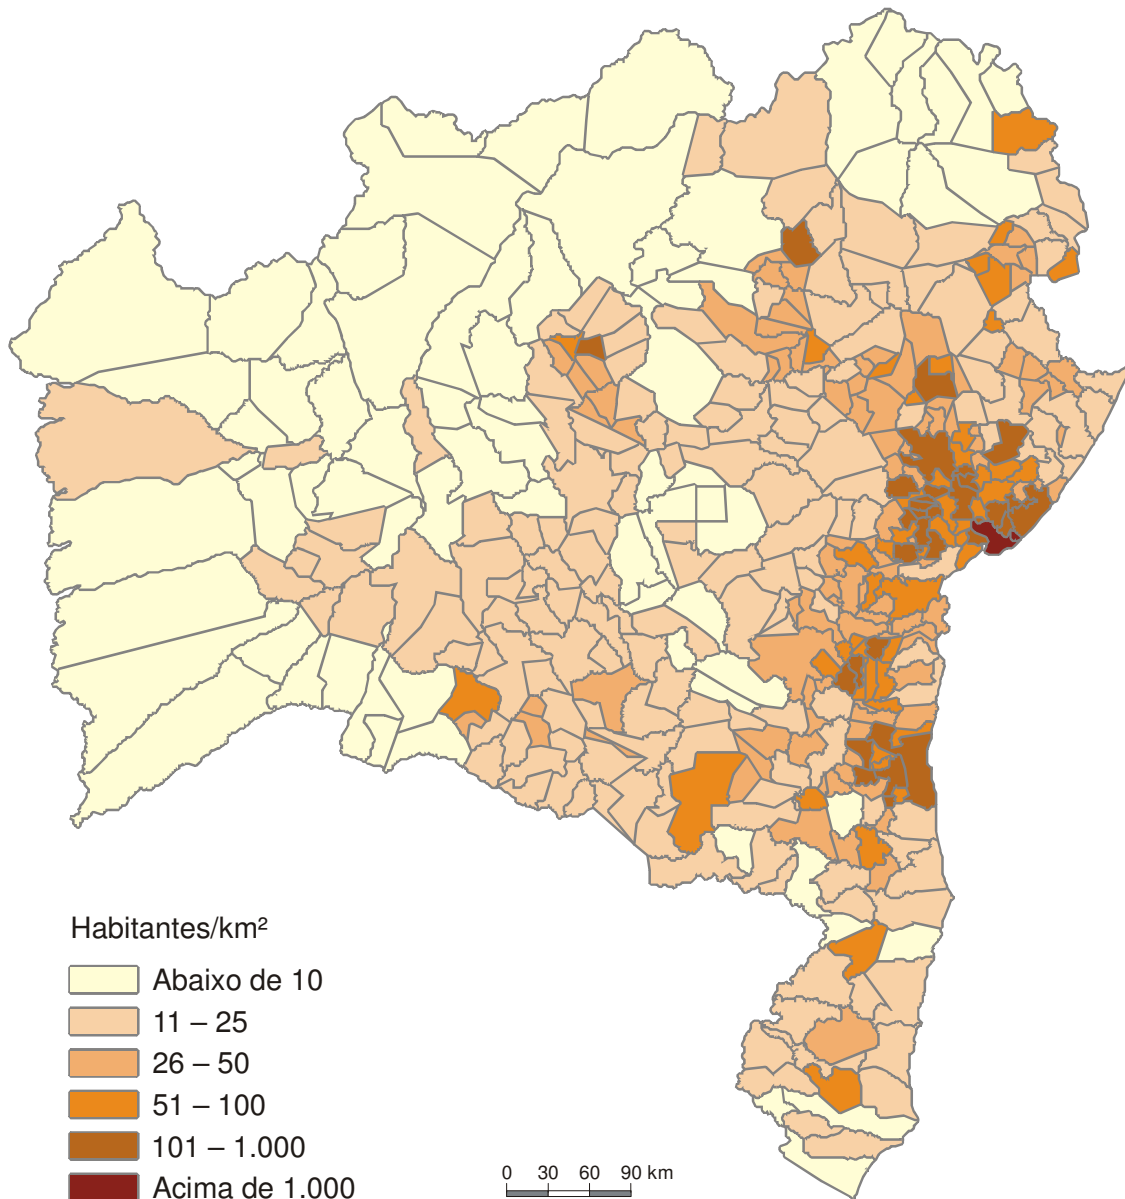 Habitantes/km²
Abaixo de 10
11 – 25
26 – 50
51 – 100
101 – 1.000
Acima de 1.000
0 30 60 90 km